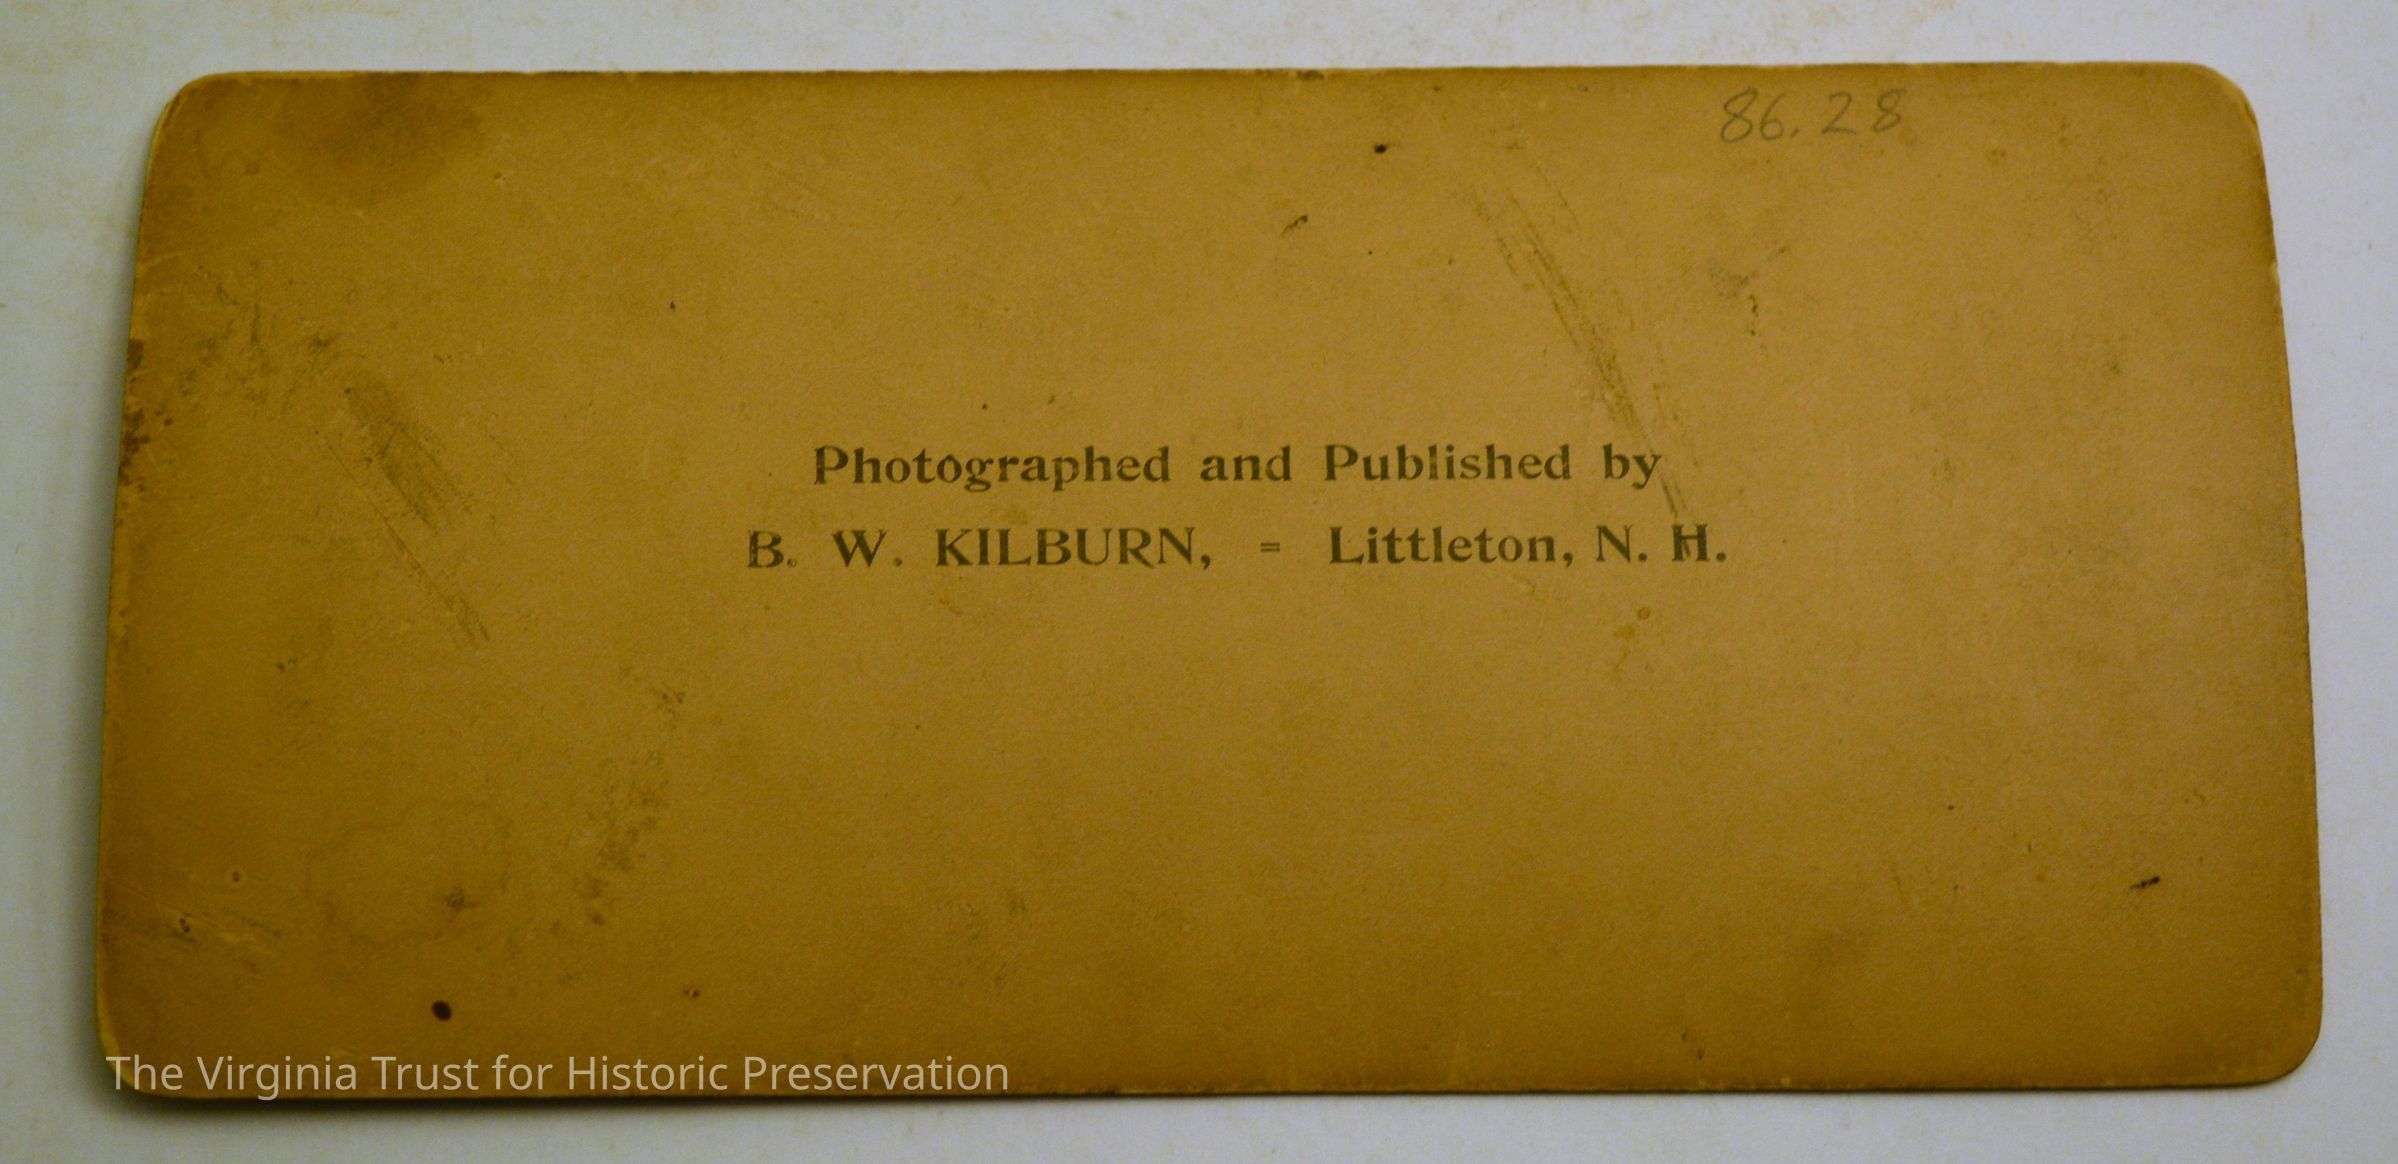 86.28
Photographed and Published by
B. W. KILBURN, = Littleton, N. H.
The Virginia Trust for Historic Preservation